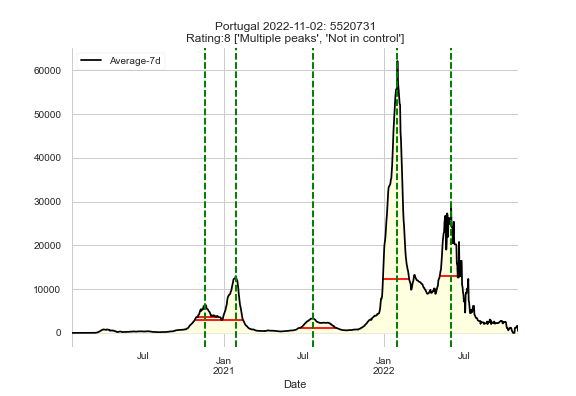 Portugal 2022-11-02: 5520731
Rating:8 ['Multiple peaks', 'Not in control']
Average-7d
60000
50000
40000
30000
20000
10000
0
Jul
Jan
2021
Jul
Jan
2022
Jul
Date